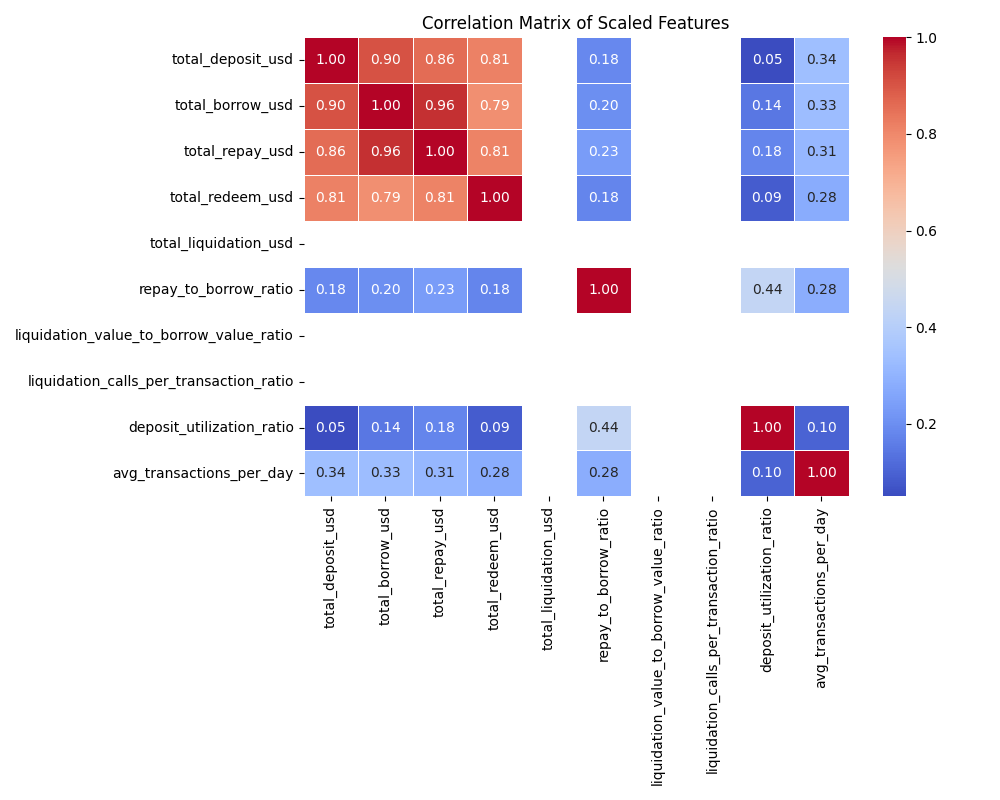 Correlation Matrix of Scaled Features
total_deposit_usd 1.00 0.90 0.86 0.81 0.18 0.05 0.34
total_borrow_usd 0.90 1.00 0.96 0.79 0.20 0.14 0.33
total_repay_usd 0.86 0.96 1.00 0.81 0.23 0.18 0.31
total_redeem_usd 0.81 0.79 0.81 1.00 0.18 0.09 0.28
total_liquidation_usd
repay_to_borrow_ratio 0.18 0.20 0.23 0.18 1.00 0.44 0.28
liquidation_value_to_borrow_value_ratio
liquidation_calls_per_transaction_ratio
deposit_utilization_ratio 0.05 0.14 0.18 0.09 0.44 1.00 0.10
avg_transactions_per_day 0.34 0.33 0.31 0.28 0.28 0.10 1.00
total_deposit_usd
total_borrow_usd
total_repay_usd
total_redeem_usd
total_liquidation_usd
repay_to_borrow_ratio
liquidation_value_to_borrow_value_ratio
liquidation_calls_per_transaction_ratio
deposit_utilization_ratio
avg_transactions_per_day
1.0
0.8
0.6
0.4
0.2